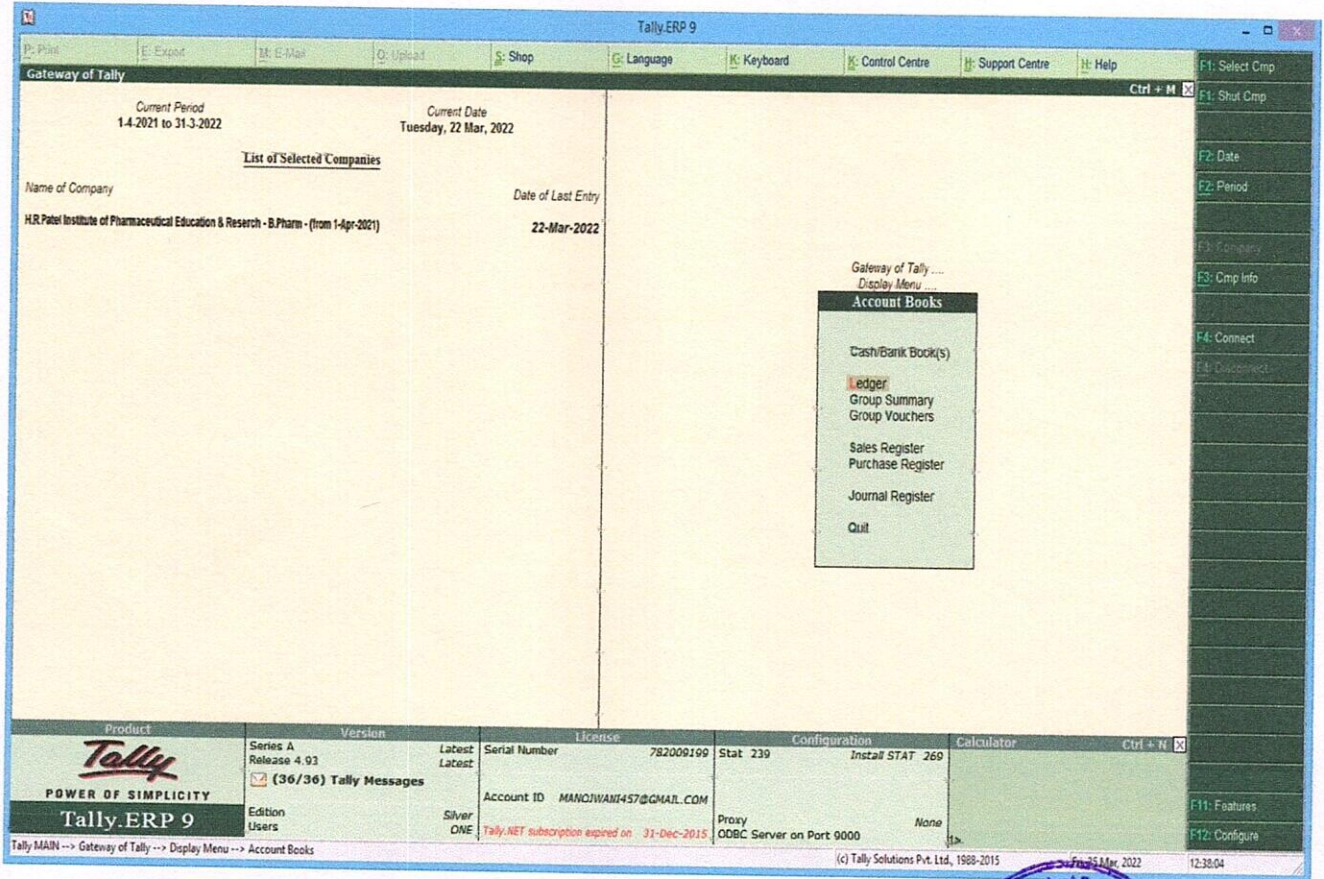 Tally.ERP 9
P: Print E: Export M: E-Mail O: Upload S: Shop G: Language K: Keyboard K: Control Centre H: Support Centre H: Help
Gateway of Tally Ctrl + M X
Current Period Current Date
1-4-2021 to 31-3-2022 Tuesday, 22 Mar, 2022
List of Selected Companies
Name of Company Date of Last Entry
H.R.Patel Institute of Pharmaceutical Education & Reserch - B.Pharm - (from 1-Apr-2021) 22-Mar-2022
Gateway of Tally ....
Display Menu ....
Account Books
Cash/Bank Book(s)
Ledger
Group Summary
Group Vouchers
Sales Register
Purchase Register
Journal Register
Quit
F1: Select Cmp
F1: Shut Cmp
F2: Date
F2: Period
F3: Company
F3: Cmp Info
F4: Connect
F4: Disconnect
F11: Features
F12: Configure
Product
Tally
POWER OF SIMPLICITY
Tally.ERP 9
Version
Series A Latest
Release 4.93 Latest
(36/36) Tally Messages
Edition Silver
Users ONE
License
Serial Number 782009199
Account ID MANOJWANI457@GMAIL.COM
Tally.NET subscription expired on 31-Dec-2015
Configuration
Stat 239 Install STAT 269
Proxy None
ODBC Server on Port 9000
Calculator Ctrl + N X
1>
Tally MAIN --> Gateway of Tally --> Display Menu --> Account Books
(c) Tally Solutions Pvt. Ltd., 1988-2015 Fri, 25 Mar, 2022 12:38:04